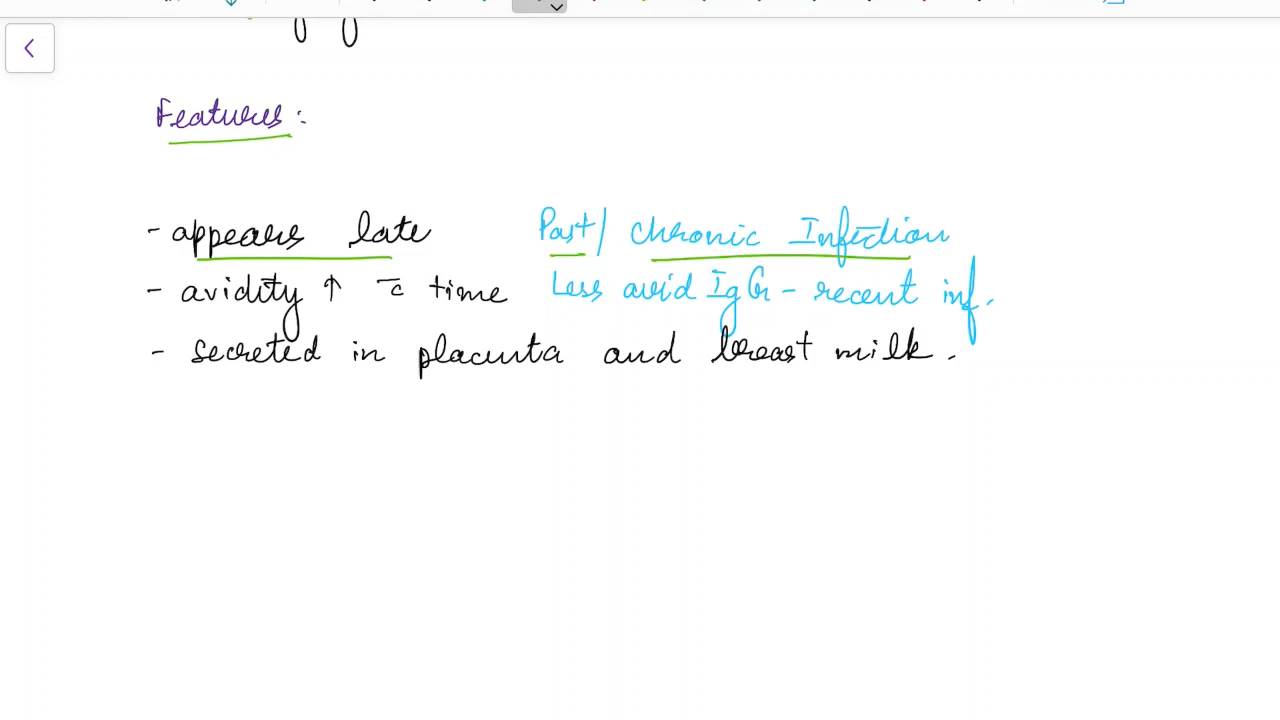 Features:
- appears late Past/ chronic Infection
- avidity ↑ c̄ time Less avid IgG - recent inf.
- secreted in placenta and breast milk.